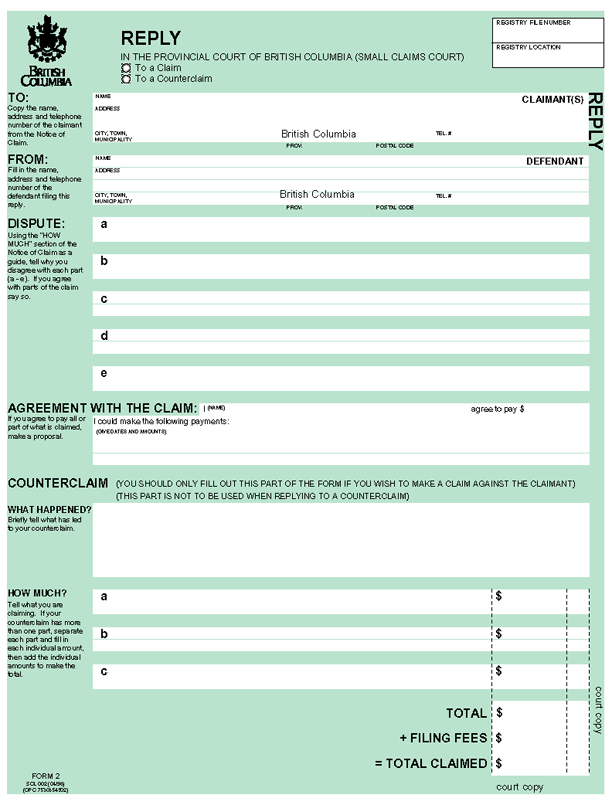 BRITISH
COLUMBIA
REPLY
IN THE PROVINCIAL COURT OF BRITISH COLUMBIA (SMALL CLAIMS COURT)
To a Claim
To a Counterclaim
REGISTRY FILE NUMBER
REGISTRY LOCATION
REPLY
TO:
Copy the name,
address and telephone
number of the claimant
from the Notice of
Claim.
NAME
CLAIMANT(S)
ADDRESS
CITY, TOWN,
MUNICIPALITY
British Columbia
TEL.#
PROV.
POSTAL CODE
FROM:
Fill in the name,
address and telephone
number of the
defendant filing this
reply.
NAME
DEFENDANT
ADDRESS
CITY, TOWN,
MUNICIPALITY
British Columbia
TEL.#
PROV.
POSTAL CODE
DISPUTE:
Using the "HOW
MUCH" section of the
Notice of Claim as a
guide, tell why you
disagree with each part
(a - e). If you agree
with parts of the claim
say so.
a
b
c
d
e
AGREEMENT WITH THE CLAIM: I (NAME)
agree to pay $
If you agree to pay all or
part of what is claimed,
make a proposal.
I could make the following payments:
(GIVE DATES AND AMOUNTS)
COUNTERCLAIM (YOU SHOULD ONLY FILL OUT THIS PART OF THE FORM IF YOU WISH TO MAKE A CLAIM AGAINST THE CLAIMANT)
(THIS PART IS NOT TO BE USED WHEN REPLYING TO A COUNTERCLAIM)
WHAT HAPPENED?
Briefly tell what has led
to your counterclaim.
HOW MUCH?
Tell what you are
claiming. If your
counterclaim has more
than one part, separate
each part and fill in
each individual amount,
then add the individual
amounts to make the
total.
a $
b $
c $
TOTAL $
+ FILING FEES $
= TOTAL CLAIMED $
court copy
FORM 2
court copy